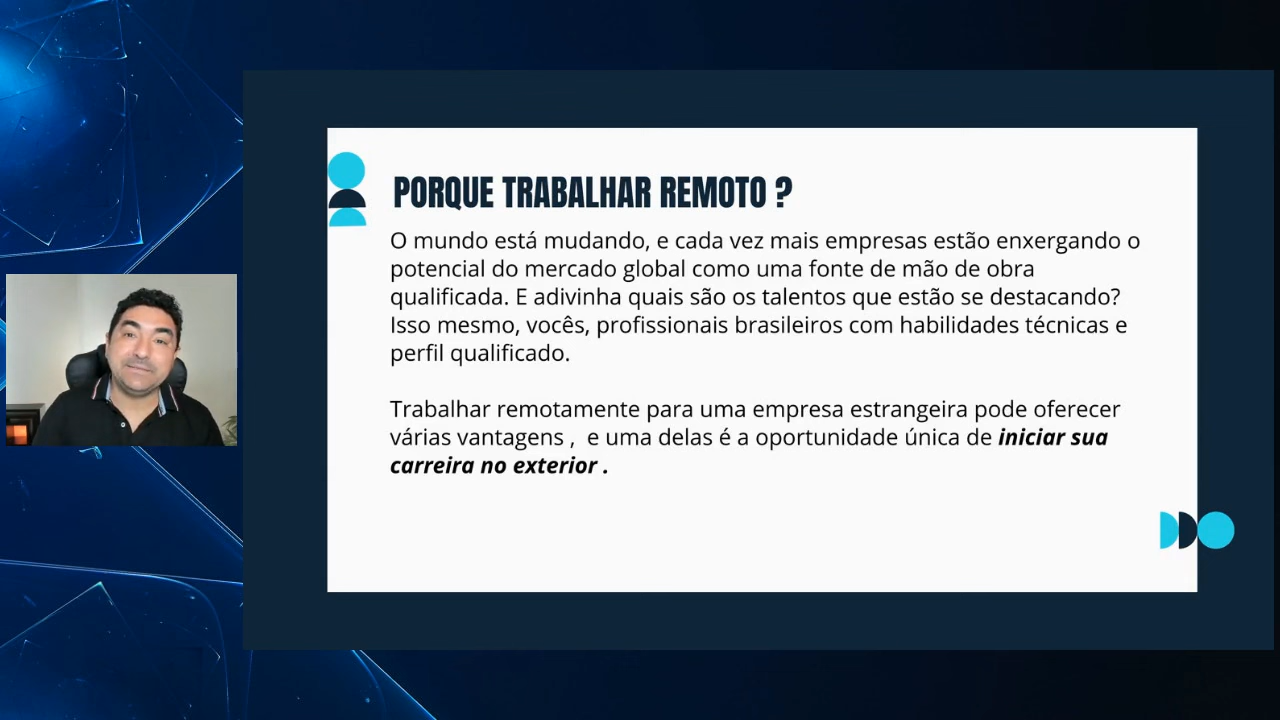 PORQUE TRABALHAR REMOTO ?
O mundo está mudando, e cada vez mais empresas estão enxergando o
potencial do mercado global como uma fonte de mão de obra
qualificada. E adivinha quais são os talentos que estão se destacando?
Isso mesmo, vocês, profissionais brasileiros com habilidades técnicas e
perfil qualificado.
Trabalhar remotamente para uma empresa estrangeira pode oferecer
várias vantagens ,  e uma delas é a oportunidade única de iniciar sua
carreira no exterior .